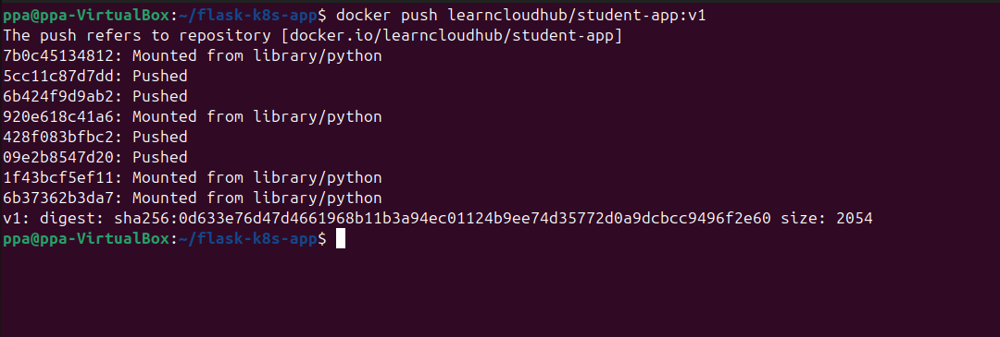 ppa@ppa-VirtualBox:~/flask-k8s-app$ docker push learncloudhub/student-app:v1
The push refers to repository [docker.io/learncloudhub/student-app]
7b0c45134812: Mounted from library/python
5cc11c87d7dd: Pushed
6b424f9d9ab2: Pushed
920e618c41a6: Mounted from library/python
428f083bfbc2: Pushed
09e2b8547d20: Pushed
1f43bcf5ef11: Mounted from library/python
6b37362b3da7: Mounted from library/python
v1: digest: sha256:0d633e76d47d4661968b11b3a94ec01124b9ee74d35772d0a9dcbcc9496f2e60 size: 2054
ppa@ppa-VirtualBox:~/flask-k8s-app$